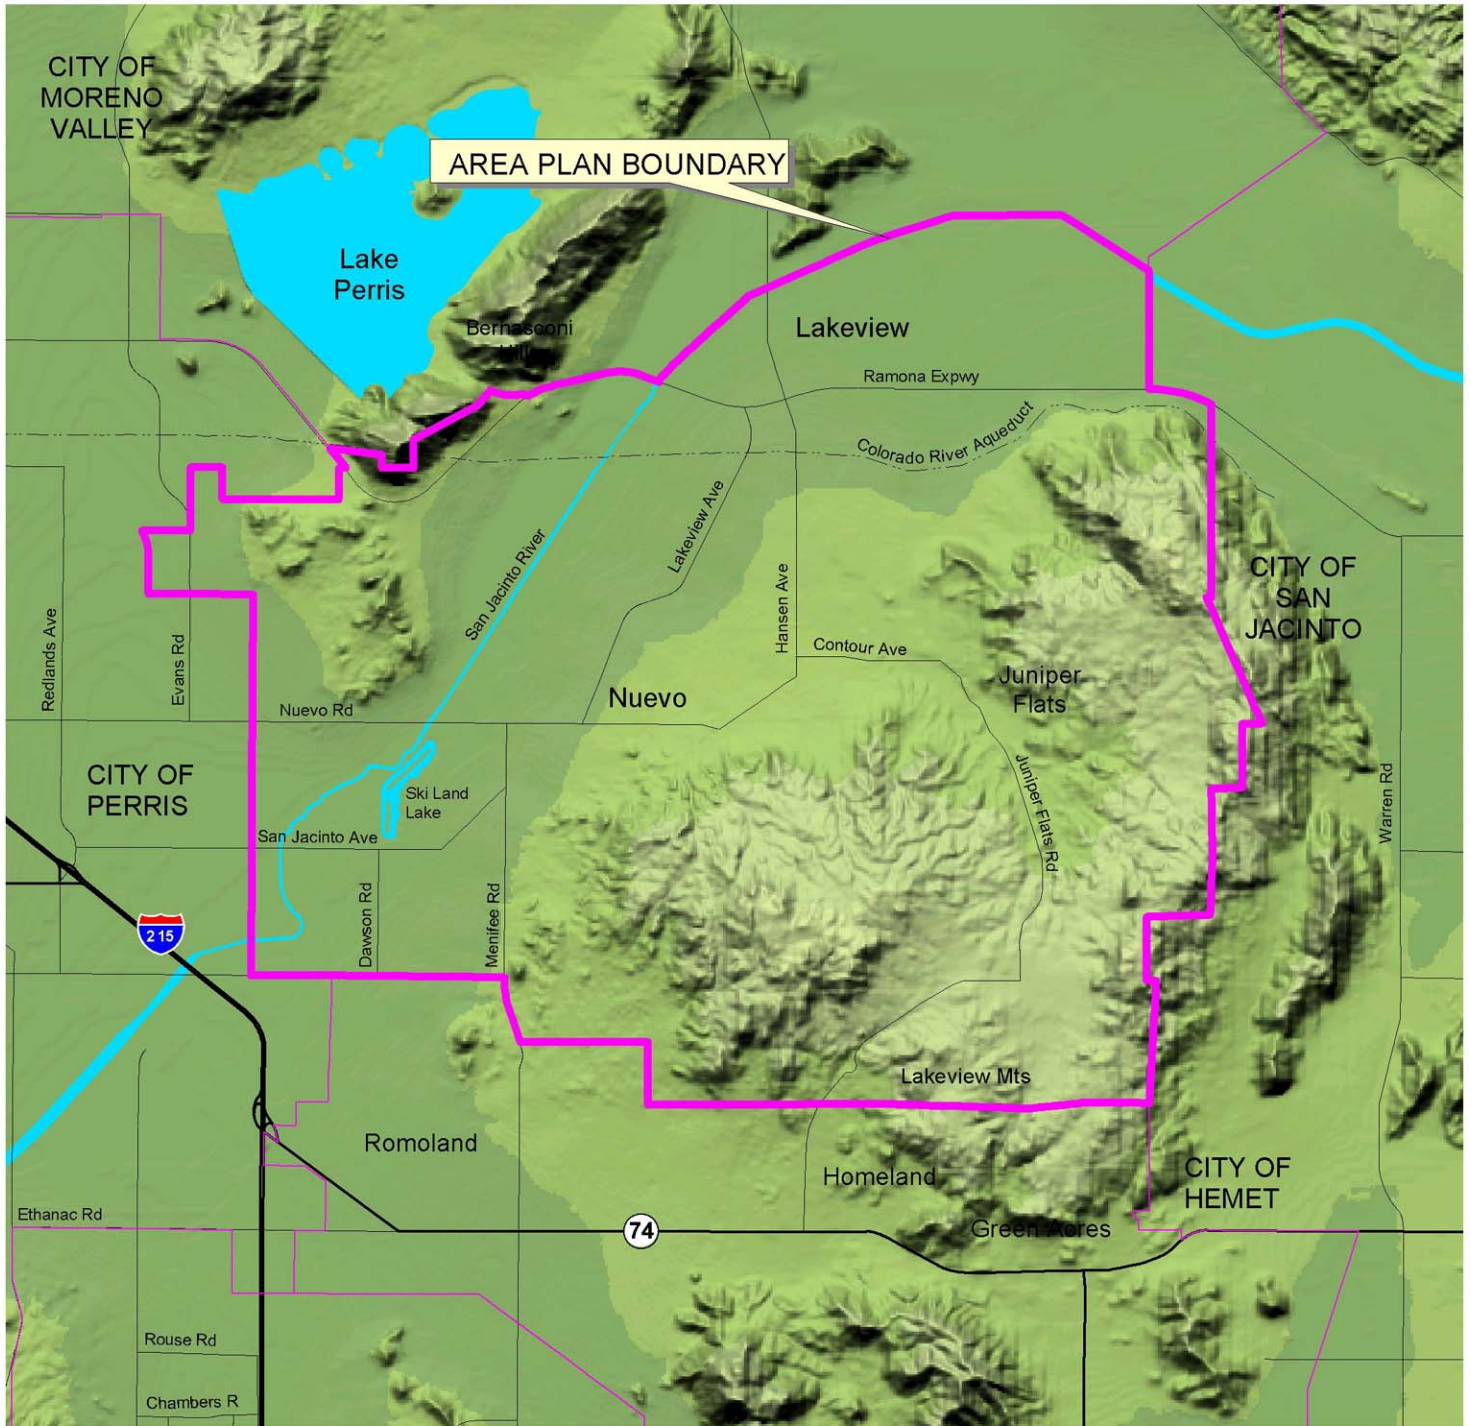 CITY OF
MORENO
VALLEY
AREA PLAN BOUNDARY
Lake
Perris
Bernasconi
Hills
Lakeview
Ramona Expwy
Colorado River Aqueduct
Lakeview Ave
San Jacinto River
Hansen Ave
CITY OF
SAN
JACINTO
Redlands Ave
Evans Rd
Contour Ave
Juniper
Flats
Nuevo
Nuevo Rd
CITY OF
PERRIS
Ski Land
Lake
San Jacinto Ave
Juniper Flats Rd
Warren Rd
215
Dawson Rd
Menifee Rd
Lakeview Mts
Romoland
Homeland
CITY OF
HEMET
Ethanac Rd
74
Green Acres
Rouse Rd
Chambers R